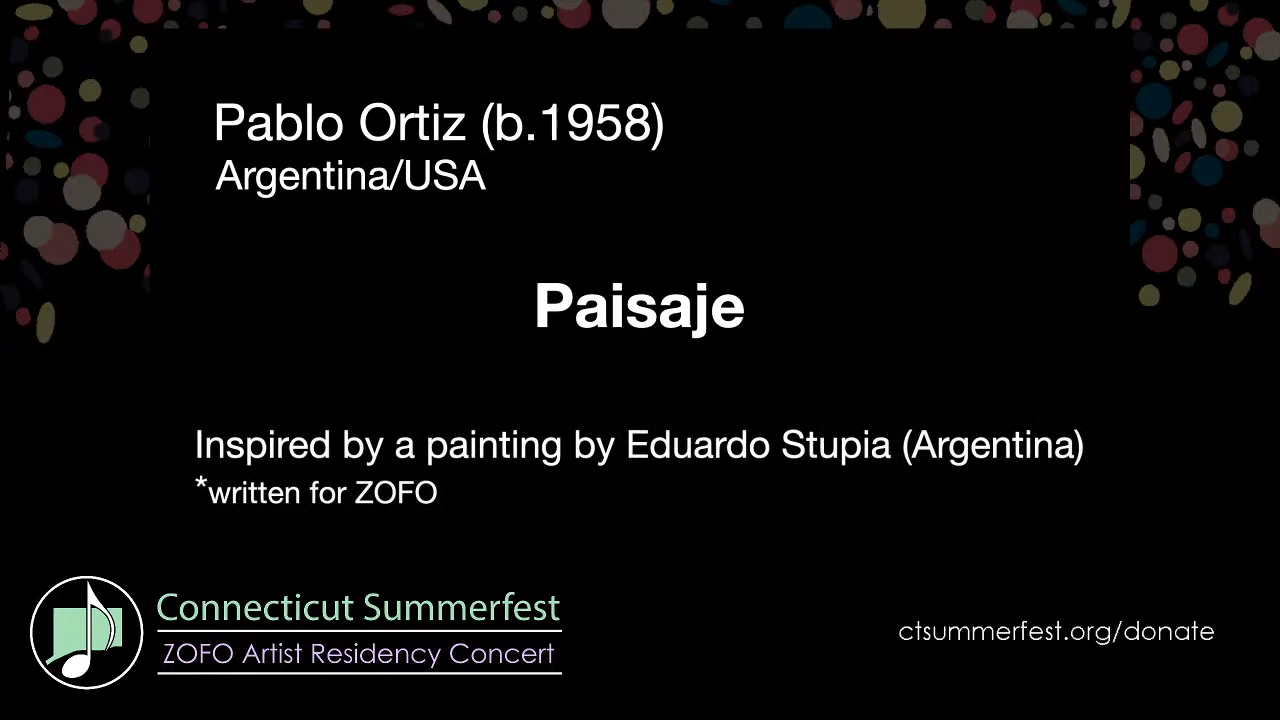 Pablo Ortiz (b.1958)
Argentina/USA
Paisaje
Inspired by a painting by Eduardo Stupia (Argentina)
*written for ZOFO
Connecticut Summerfest
ZOFO Artist Residency Concert
ctsummerfest.org/donate